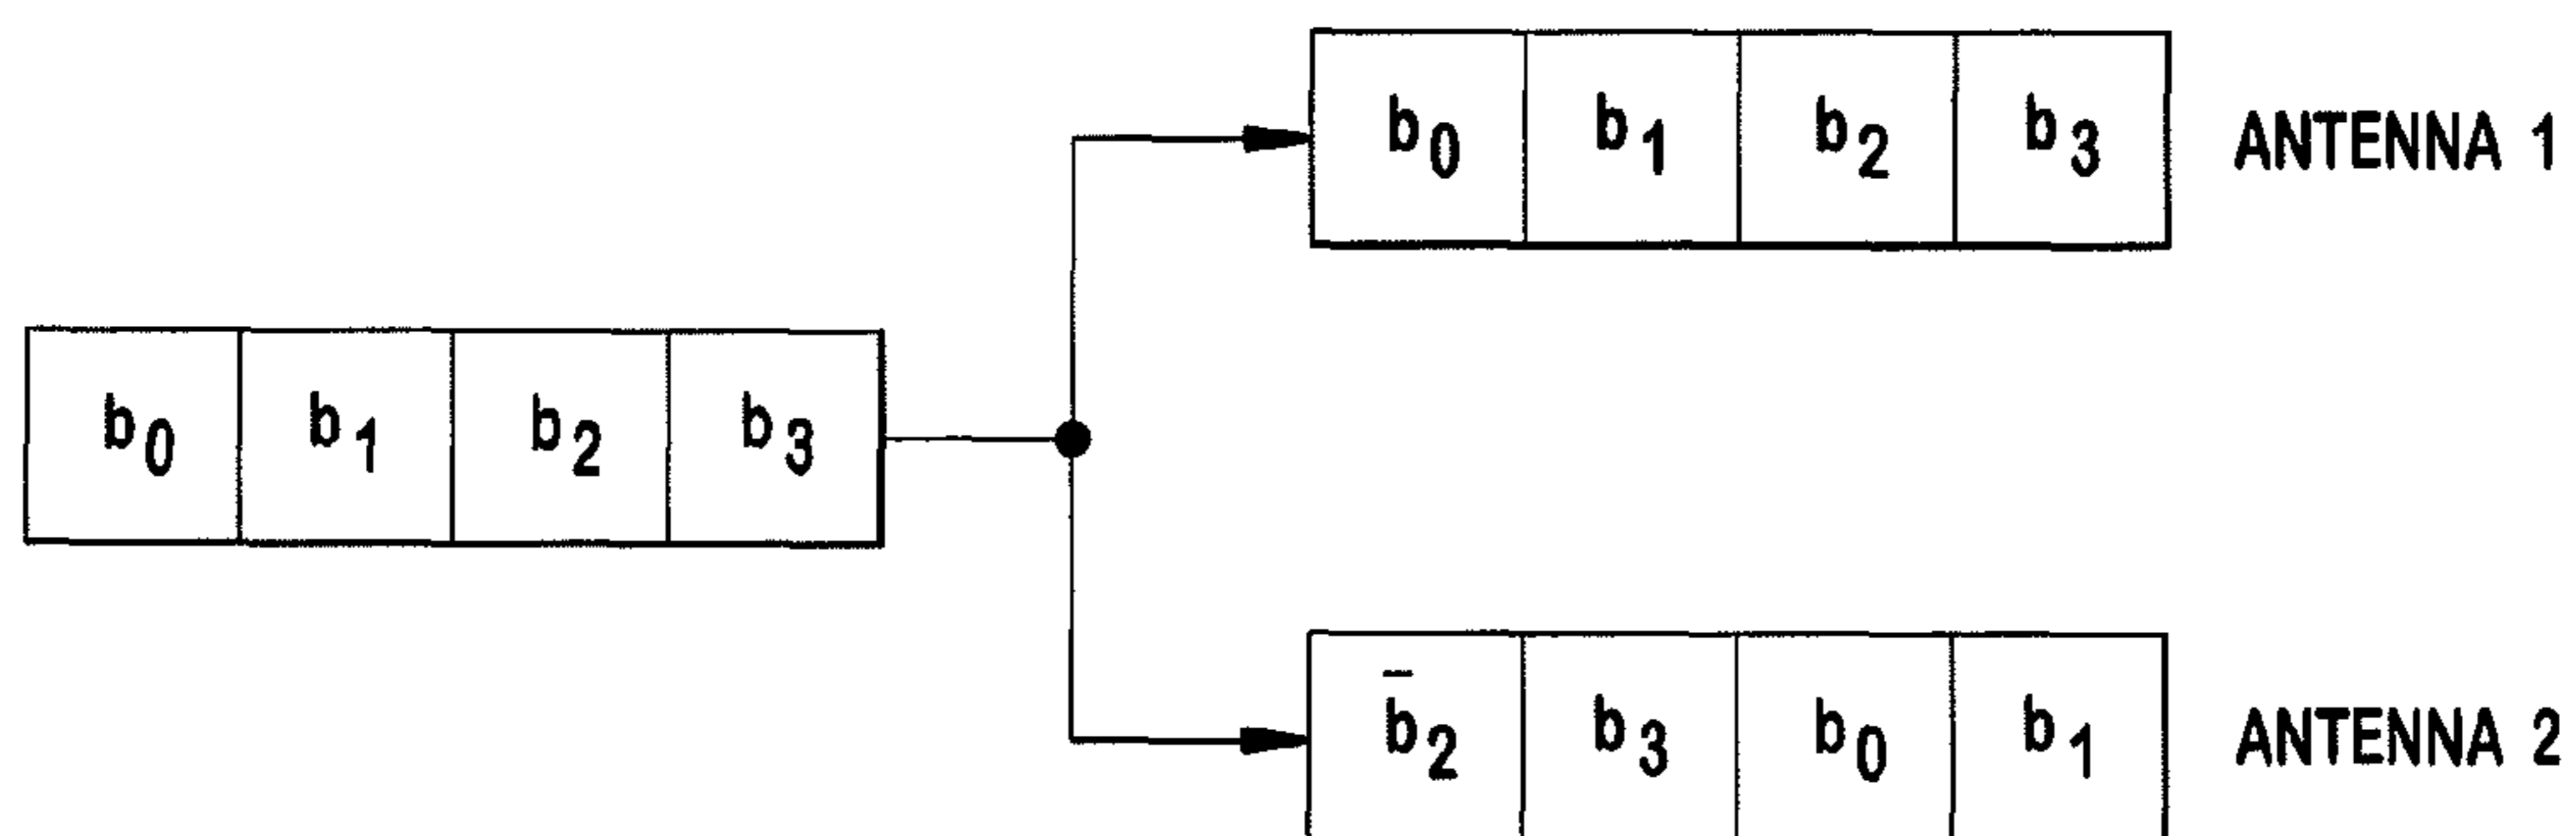 b₀ b₁ b₂ b₃ ANTENNA 1
b₀ b₁ b₂ b₃
b̄₂ b₃ b₀ b₁ ANTENNA 2